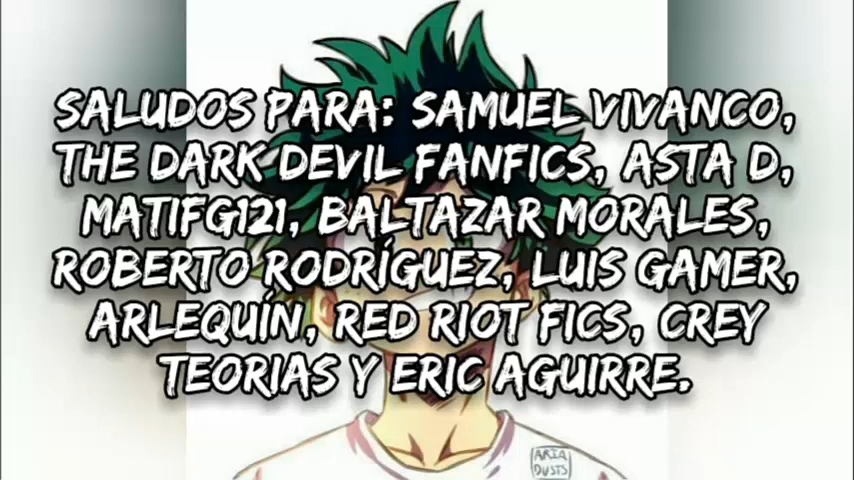 SALUDOS PARA: SAMUEL VIVANCO,
THE DARK DEVIL FANFICS, ASTA D,
MATIFG121, BALTAZAR MORALES,
ROBERTO RODRÍGUEZ, LUIS GAMER,
ARLEQUÍN, RED RIOT FICS, CREY
TEORIAS Y ERIC AGUIRRE.
ARIA
DUSTS